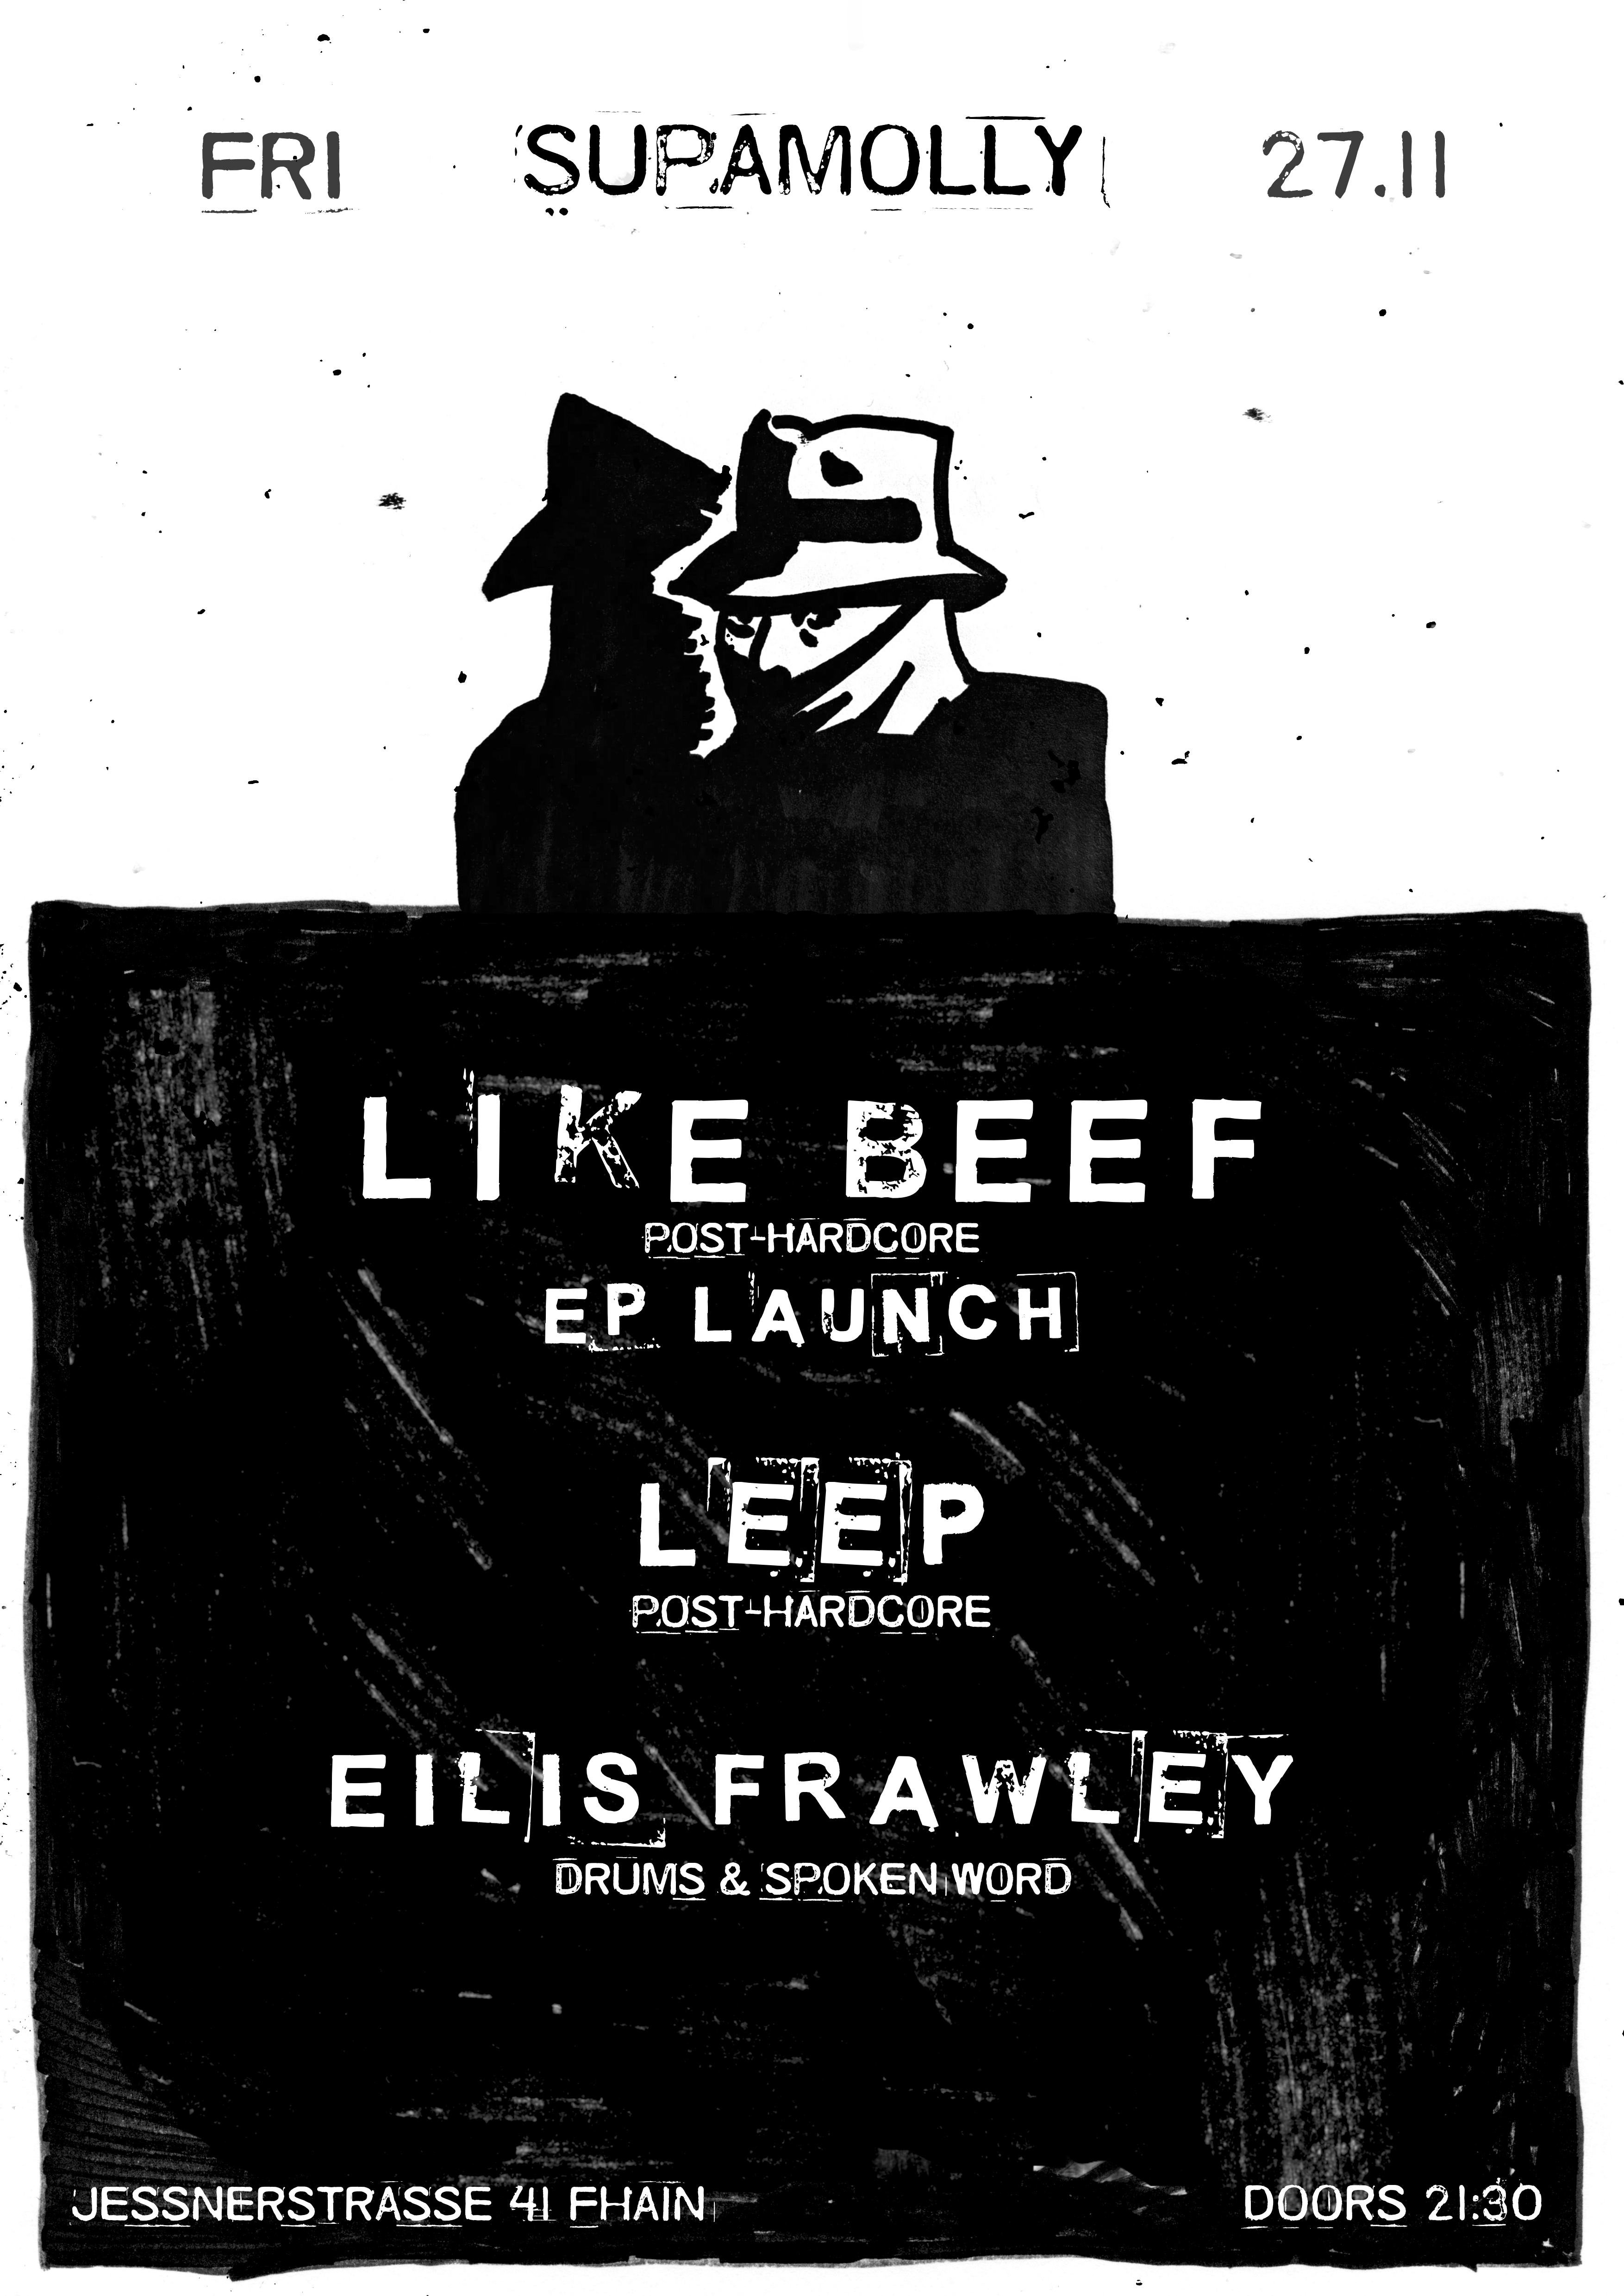 FRI SUPAMOLLY 27.11
LIKE BEEF
POST-HARDCORE
EP LAUNCH
LEEP
POST-HARDCORE
EILIS FRAWLEY
DRUMS & SPOKEN WORD
JESSNERSTRASSE 41 FHAIN DOORS 21:30